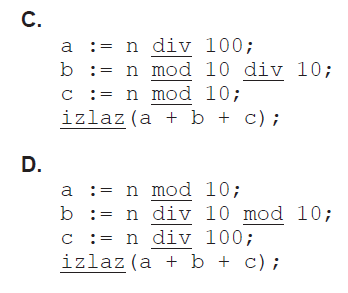 C.
a := n div 100;
b := n mod 10 div 10;
c := n mod 10;
izlaz(a + b + c);
D.
a := n mod 10;
b := n div 10 mod 10;
c := n div 100;
izlaz(a + b + c);